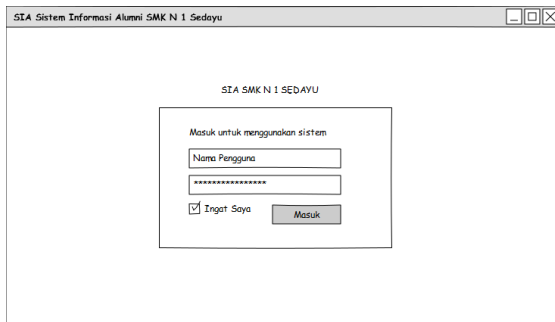 SIA Sistem Informasi Alumni SMK N 1 Sedayu
SIA SMK N 1 SEDAYU
Masuk untuk menggunakan sistem
Nama Pengguna
****************
Ingat Saya
Masuk